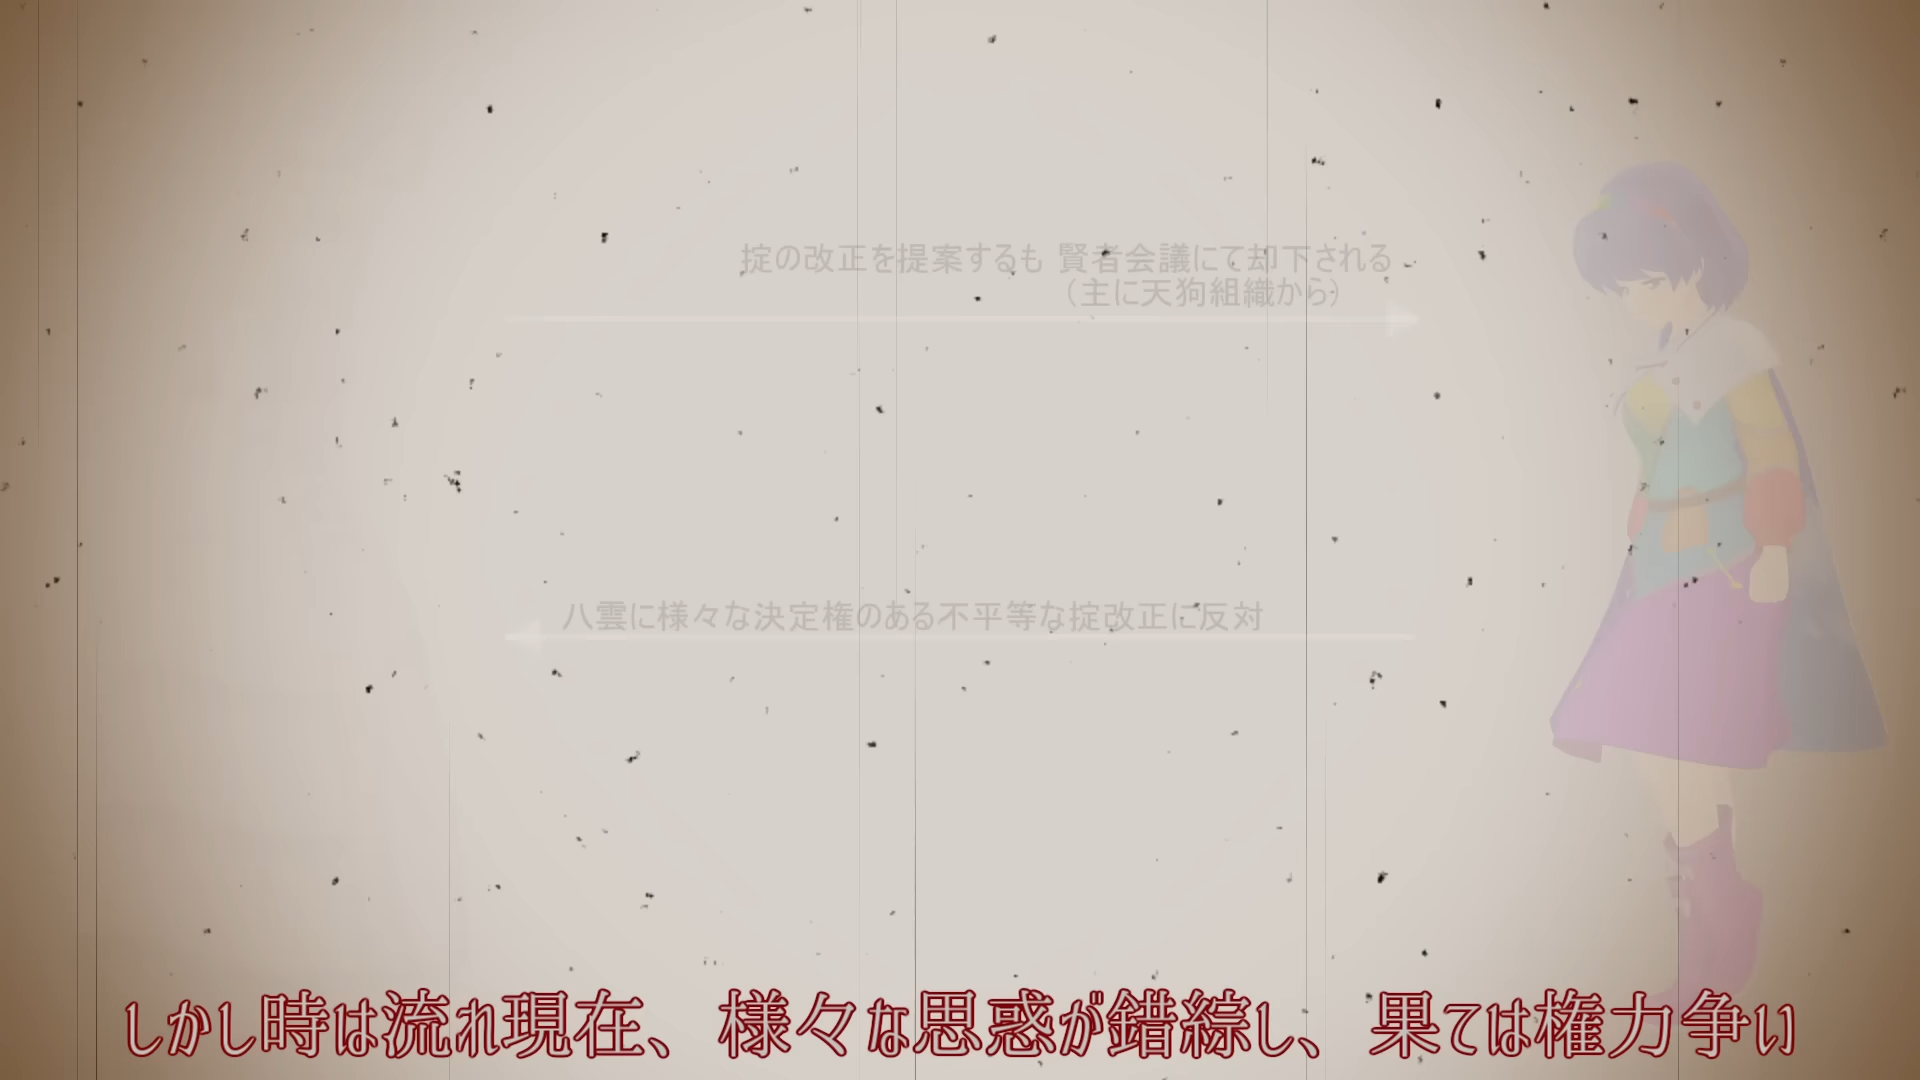 掟の改正を提案するも 賢者会議にて却下される
（主に天狗組織から）
八雲に様々な決定権のある不平等な掟改正に反対
しかし時は流れ現在、様々な思惑が錯綜し、果ては権力争い